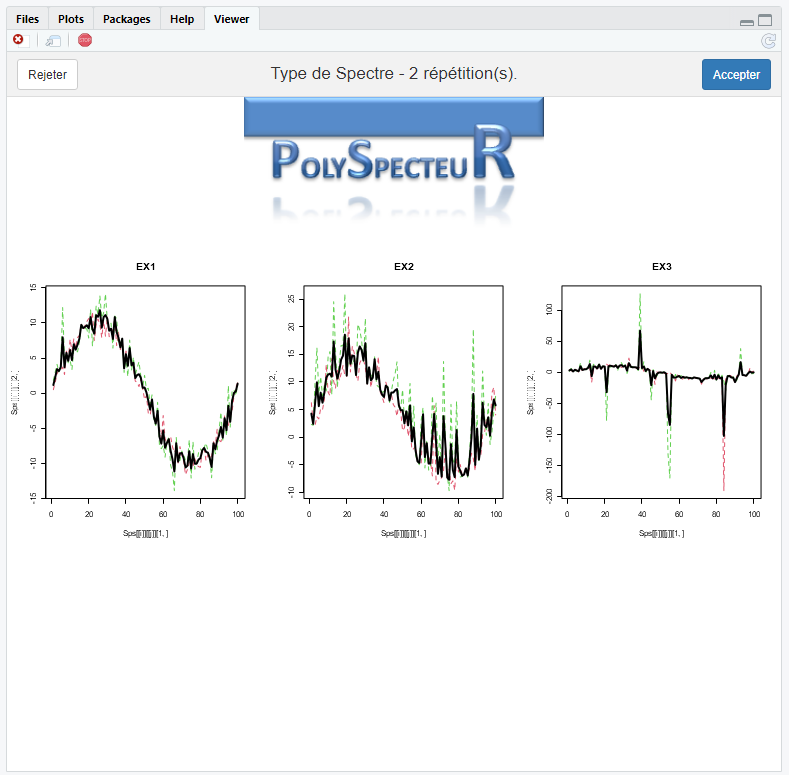 Files Plots Packages Help Viewer
STOP
Rejeter Type de Spectre - 2 répétition(s). Accepter
POLYSPECTEUR
EX1 EX2 EX3
15
10
5
0
-5
-10
-15
0 20 40 60 80 100
Sps[[i]][[j]][1, ]
25
20
15
10
5
0
-5
-10
0 20 40 60 80 100
Sps[[i]][[j]][1, ]
100
50
0
-50
-100
-150
-200
0 20 40 60 80 100
Sps[[i]][[j]][1, ]